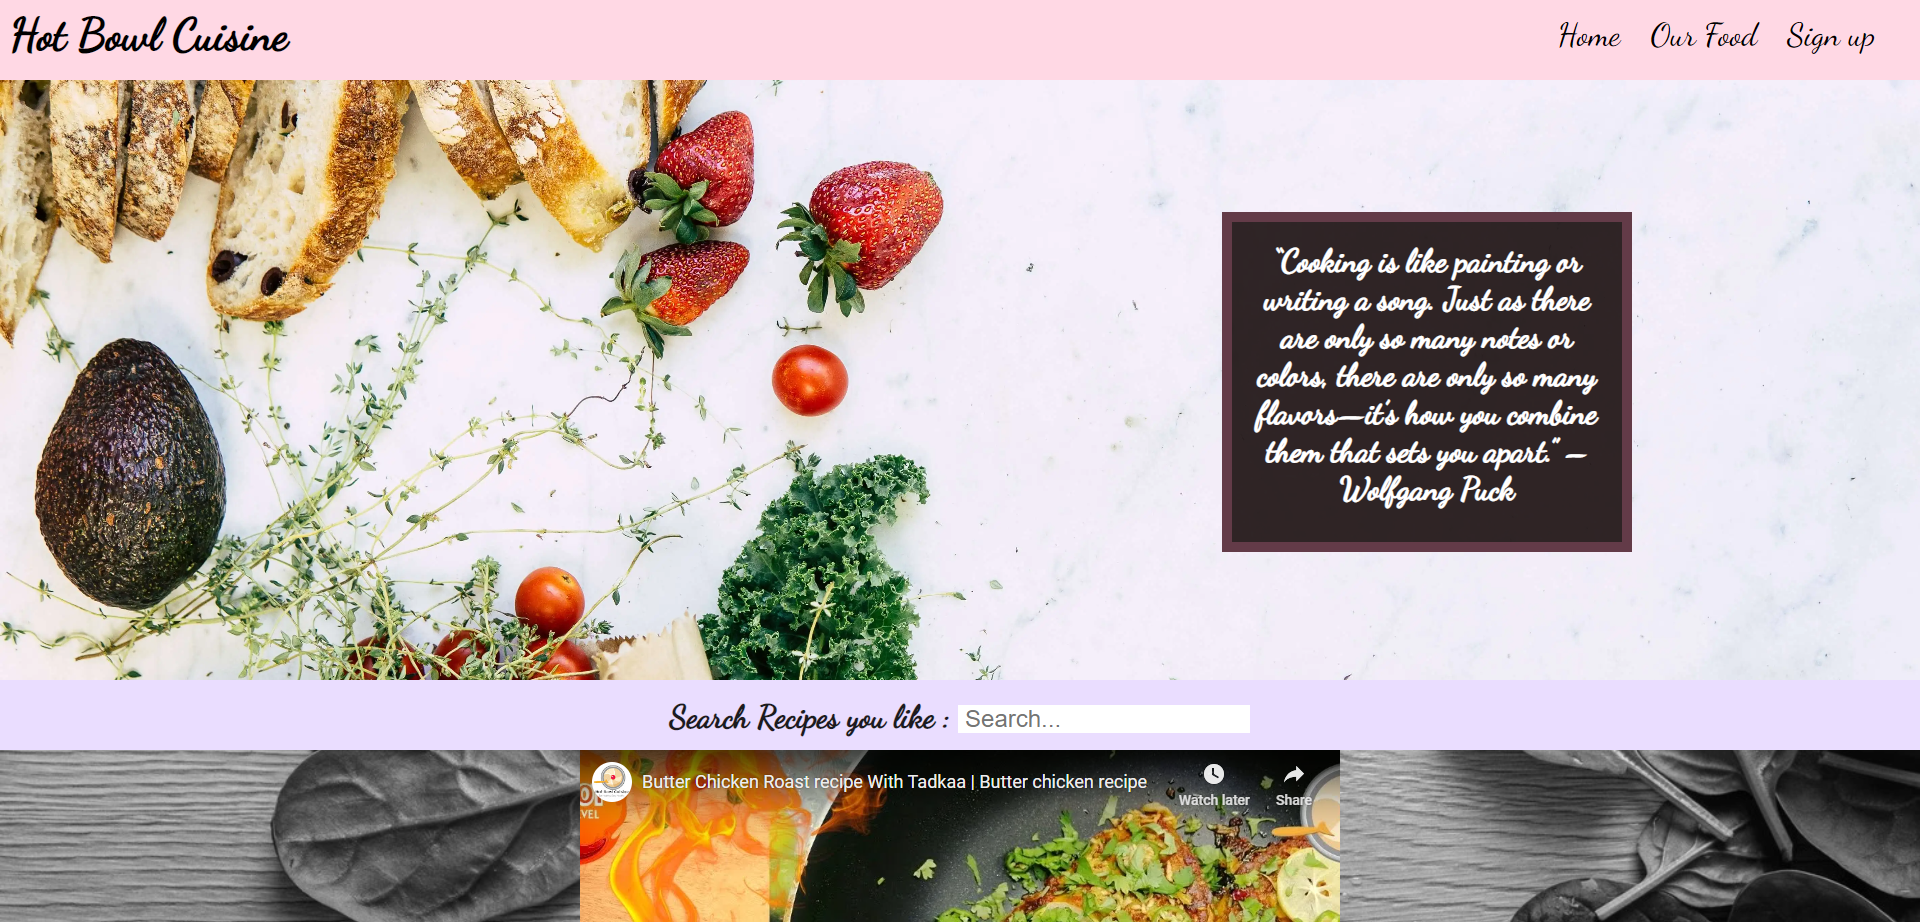 Hot Bowl Cuisine
Home Our Food Sign up
“Cooking is like painting or
writing a song. Just as there
are only so many notes or
colors, there are only so many
flavors—it’s how you combine
them that sets you apart.” —
Wolfgang Puck
Search Recipes you like : Search...
Butter Chicken Roast recipe With Tadkaa | Butter chicken recipe
Watch later Share
VEL